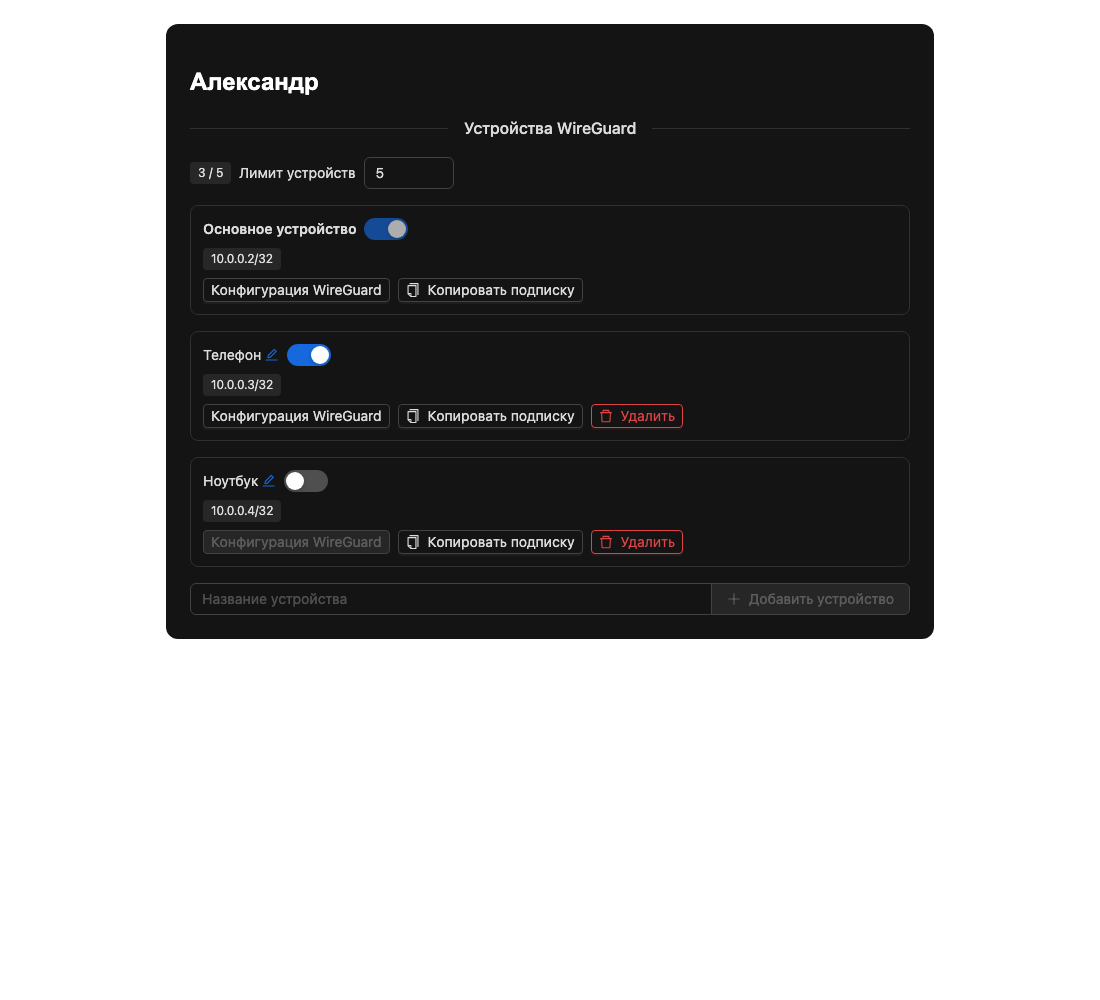 Александр
Устройства WireGuard
3 / 5 Лимит устройств 5
Основное устройство
10.0.0.2/32
Конфигурация WireGuard Копировать подписку
Телефон
10.0.0.3/32
Конфигурация WireGuard Копировать подписку Удалить
Ноутбук
10.0.0.4/32
Конфигурация WireGuard Копировать подписку Удалить
Название устройства Добавить устройство